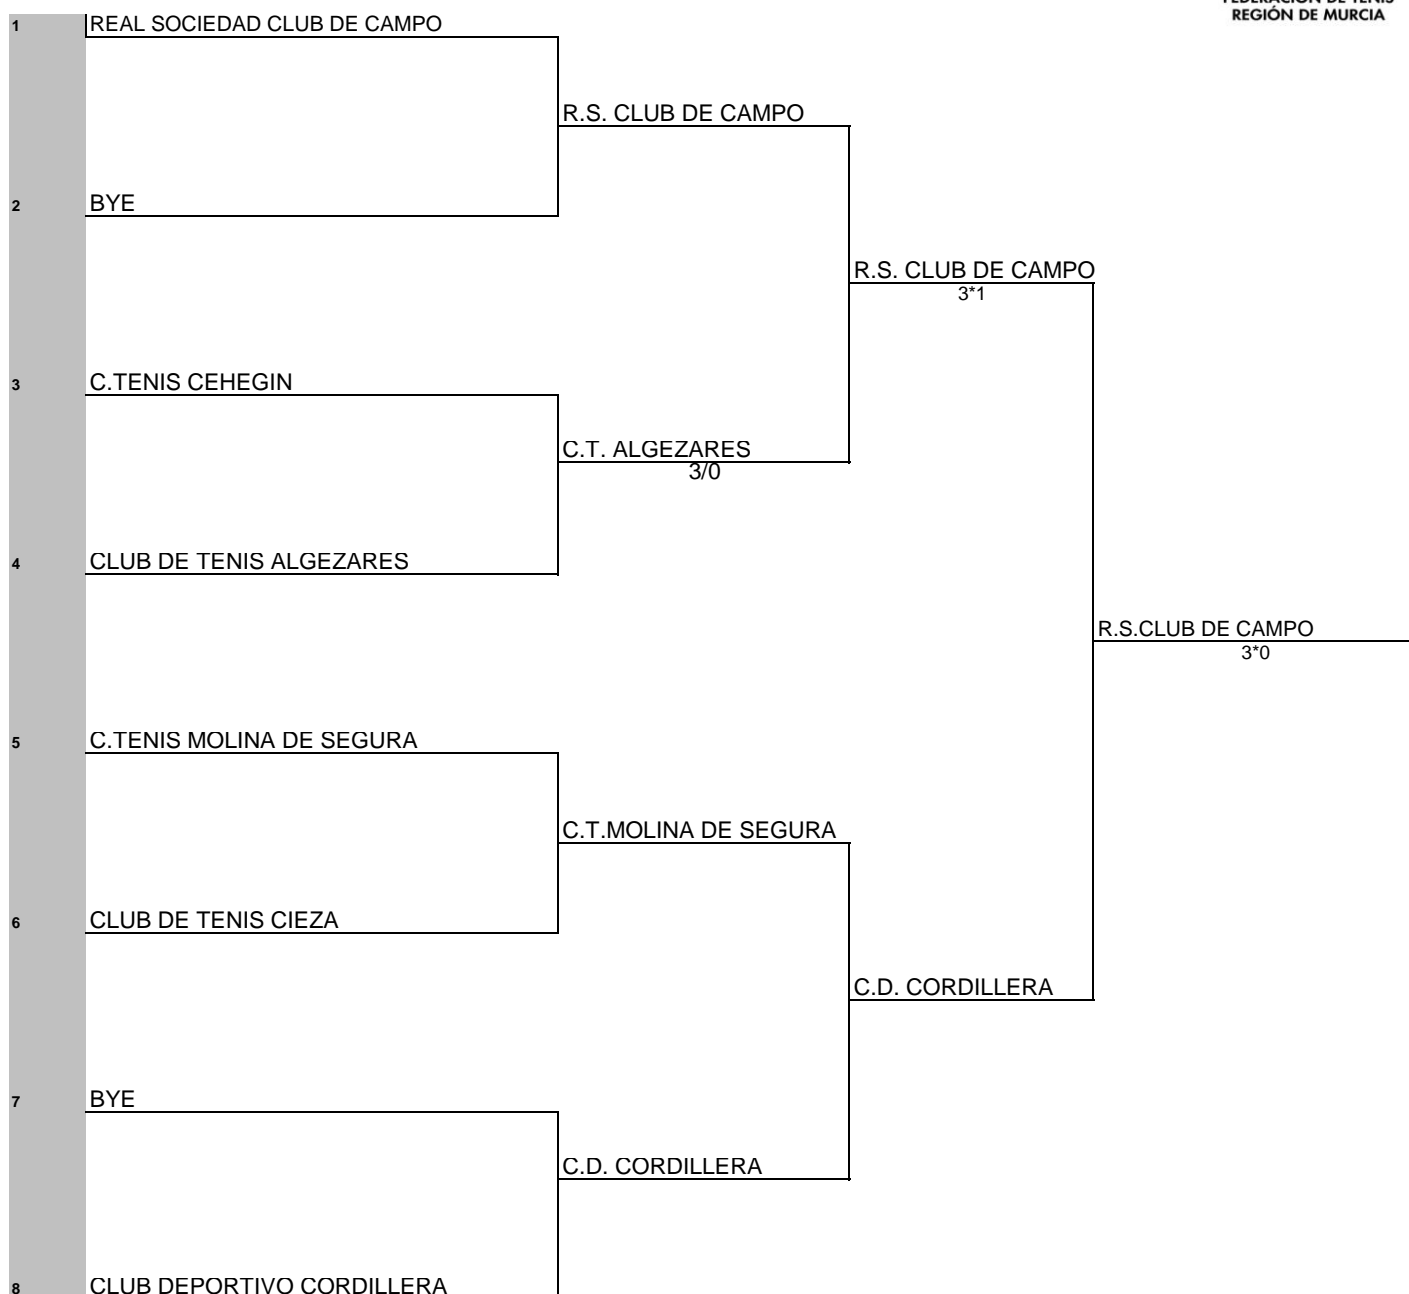 FEDERACIÓN DE TENIS
REGIÓN DE MURCIA
1 REAL SOCIEDAD CLUB DE CAMPO
R.S. CLUB DE CAMPO
2 BYE
R.S. CLUB DE CAMPO
3*1
3 C.TENIS CEHEGIN
C.T. ALGEZARES
3/0
4 CLUB DE TENIS ALGEZARES
R.S.CLUB DE CAMPO
3*0
5 C.TENIS MOLINA DE SEGURA
C.T.MOLINA DE SEGURA
6 CLUB DE TENIS CIEZA
C.D. CORDILLERA
7 BYE
C.D. CORDILLERA
8 CLUB DEPORTIVO CORDILLERA